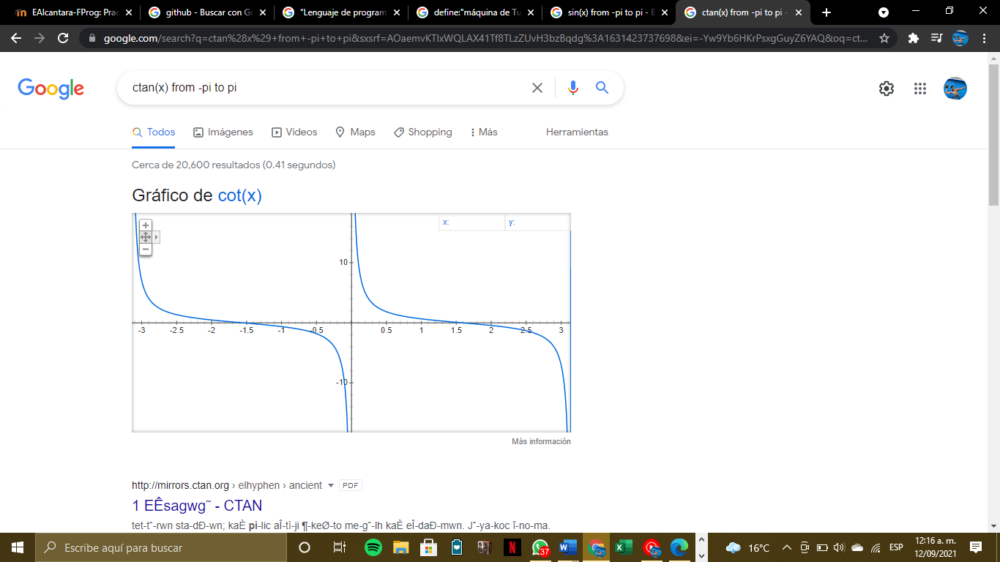 EAlcantara-FProg: Prac
github - Buscar con Go
"Lenguaje de program
define:"máquina de Tu
sin(x) from -pi to pi - B
ctan(x) from -pi to pi -
google.com/search?q=ctan%28x%29+from+-pi+to+pi&sxsrf=AOaemvKTIxWQLAX41Tf8TLzZUvH3bzBqdg%3A1631423737698&ei=-Yw9Yb6HKrPsxgGuyZ6YAQ&oq=ct...
Google
ctan(x) from -pi to pi
Todos
Imágenes
Videos
Maps
Shopping
Más
Herramientas
Cerca de 20,600 resultados (0.41 segundos)
Gráfico de cot(x)
x:
y:
10
-3 -2.5 -2 -1.5 -1 -0.5 0.5 1 1.5 2 2.5 3
-10
Más información
http://mirrors.ctan.org › elhyphen › ancient
PDF
1 EÊsagwg˜ - CTAN
tet-tˆ-rwn sta-dÐ-wn; kaÈ pì-lic aÎ-tì-ji ¶-keØ-to me-gˆ-lh kaÈ eÎ-daÐ-mwn. Jˆ-ya-koc î-no-ma.
Escribe aquí para buscar
37
16°C
ESP
12:16 a. m.
12/09/2021